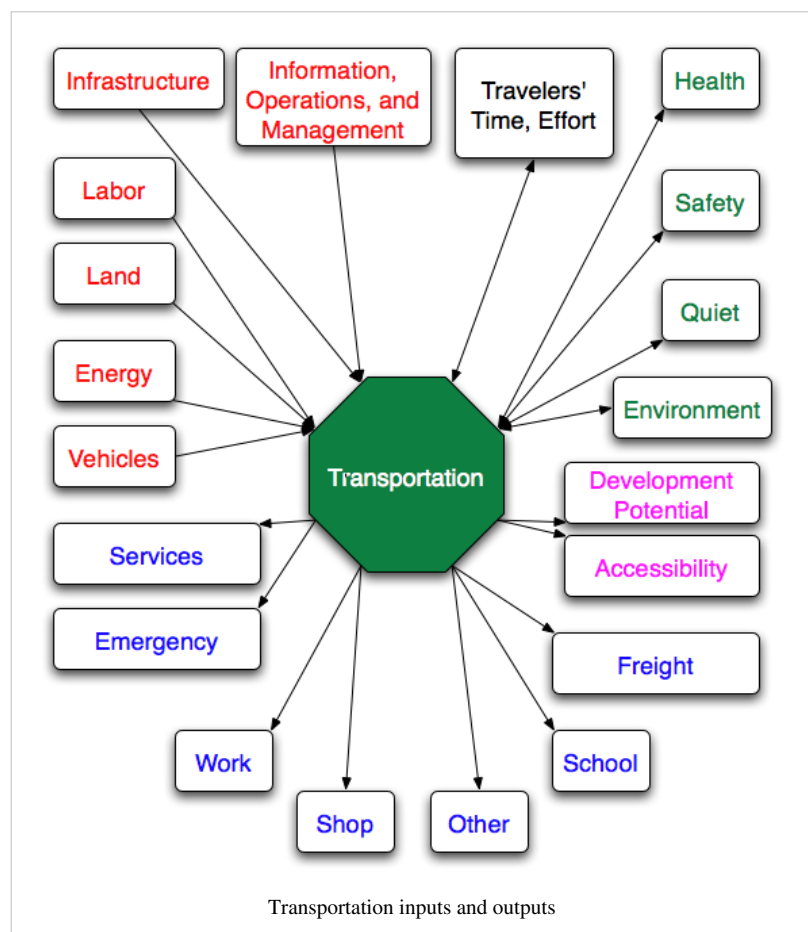 Infrastructure
Information,
Operations, and
Management
Travelers'
Time, Effort
Health
Labor
Safety
Land
Quiet
Energy
Environment
Vehicles
Transportation
Development
Potential
Services
Accessibility
Emergency
Freight
Work
School
Shop
Other
Transportation inputs and outputs